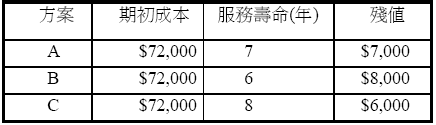 方案 期初成本 服務壽命(年) 殘值
A $72,000 7 $7,000
B $72,000 6 $8,000
C $72,000 8 $6,000